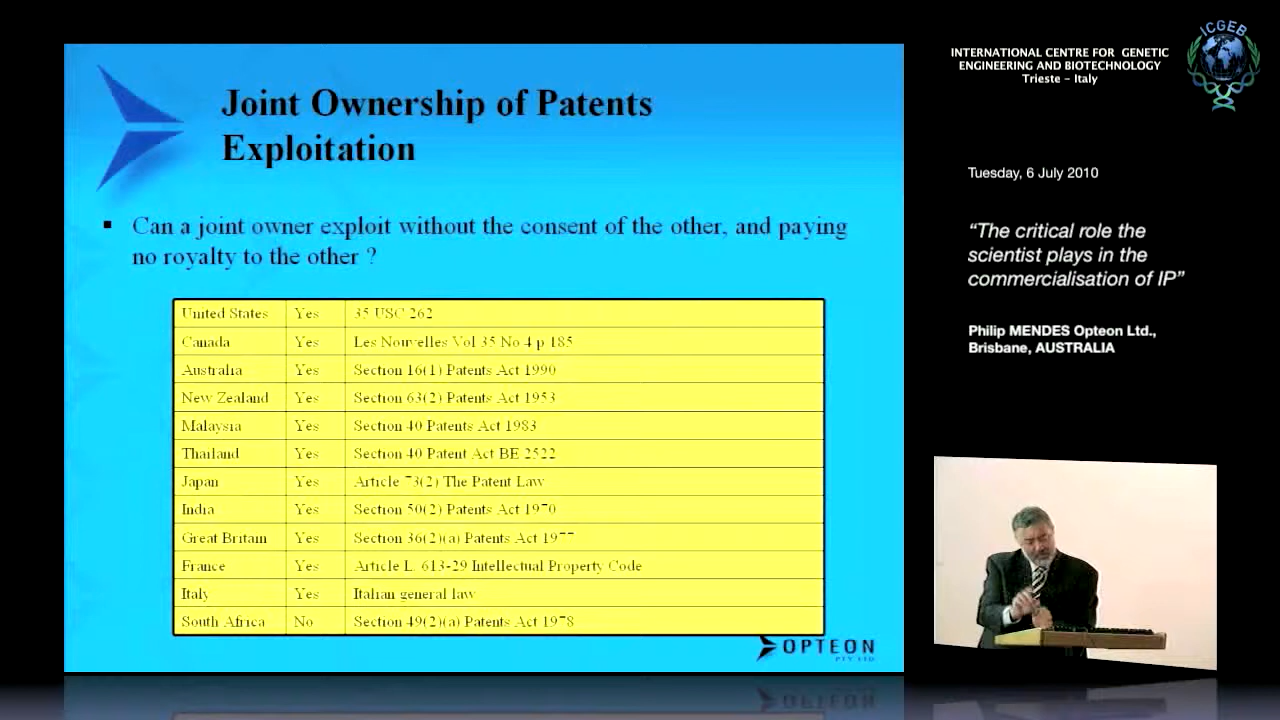 Joint Ownership of Patents
Exploitation
▪ Can a joint owner exploit without the consent of the other, and paying
no royalty to the other ?
United States Yes 35 USC 262
Canada Yes Les Nouvelles Vol 35 No 4 p 185
Australia Yes Section 16(1) Patents Act 1990
New Zealand Yes Section 63(2) Patents Act 1953
Malaysia Yes Section 40 Patents Act 1983
Thailand Yes Section 40 Patent Act BE 2522
Japan Yes Article 73(2) The Patent Law
India Yes Section 50(2) Patents Act 1970
Great Britain Yes Section 36(2)(a) Patents Act 1977
France Yes Article L. 613-29 Intellectual Property Code
Italy Yes Italian general law
South Africa No Section 49(2)(a) Patents Act 1978
OPTEON
PTY LTD
ICGEB
INTERNATIONAL CENTRE FOR GENETIC
ENGINEERING AND BIOTECHNOLOGY
Trieste - Italy
Tuesday, 6 July 2010
“The critical role the
scientist plays in the
commercialisation of IP”
Philip MENDES Opteon Ltd.,
Brisbane, AUSTRALIA